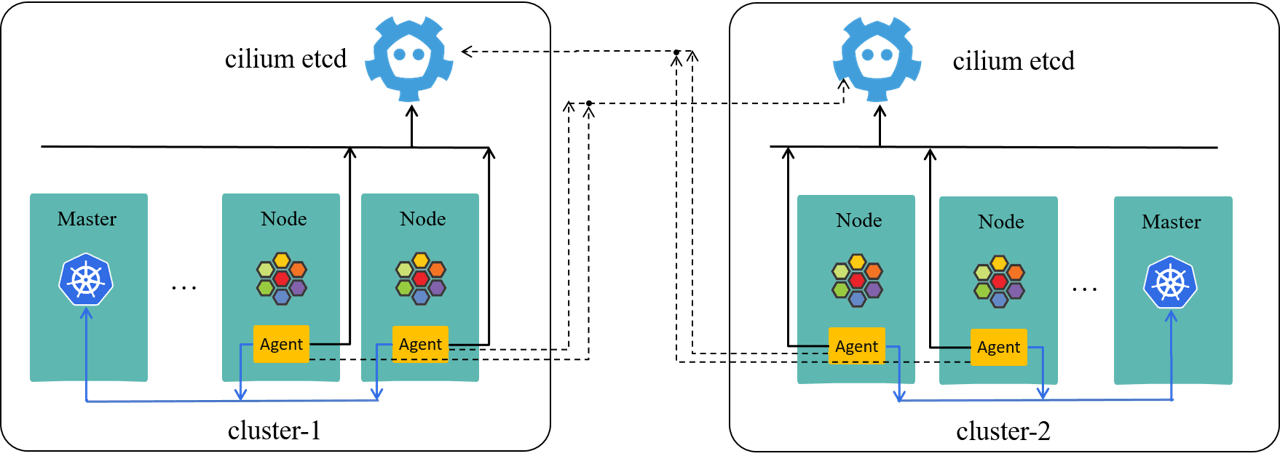 cilium etcd
cilium etcd
Master
Node
Node
Node
Node
Master
...
...
Agent
Agent
Agent
Agent
cluster-1
cluster-2